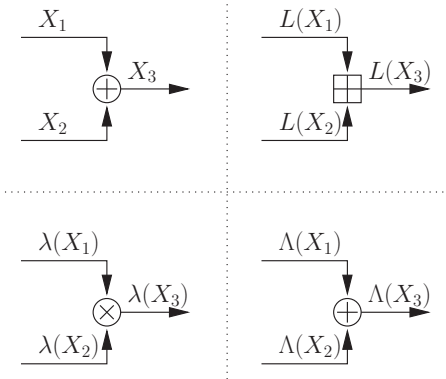 X₁
X₃
X₂
L(X₁)
L(X₃)
L(X₂)
λ(X₁)
λ(X₃)
λ(X₂)
Λ(X₁)
Λ(X₃)
Λ(X₂)